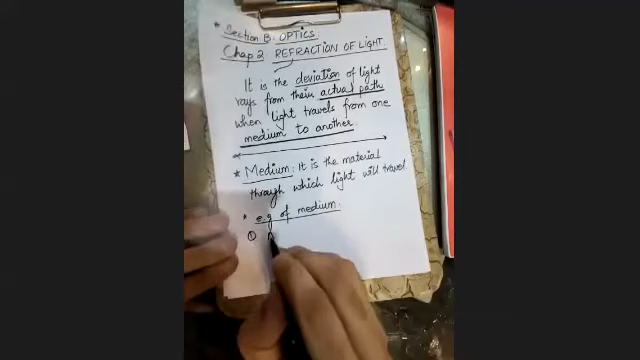 * Section B: OPTICS
Chap 2 REFRACTION OF LIGHT.
It is the deviation of light
rays from their actual path
when light travels from one
medium to another.
* Medium: It is the material
through which light will travel.
* e.g of medium.
①